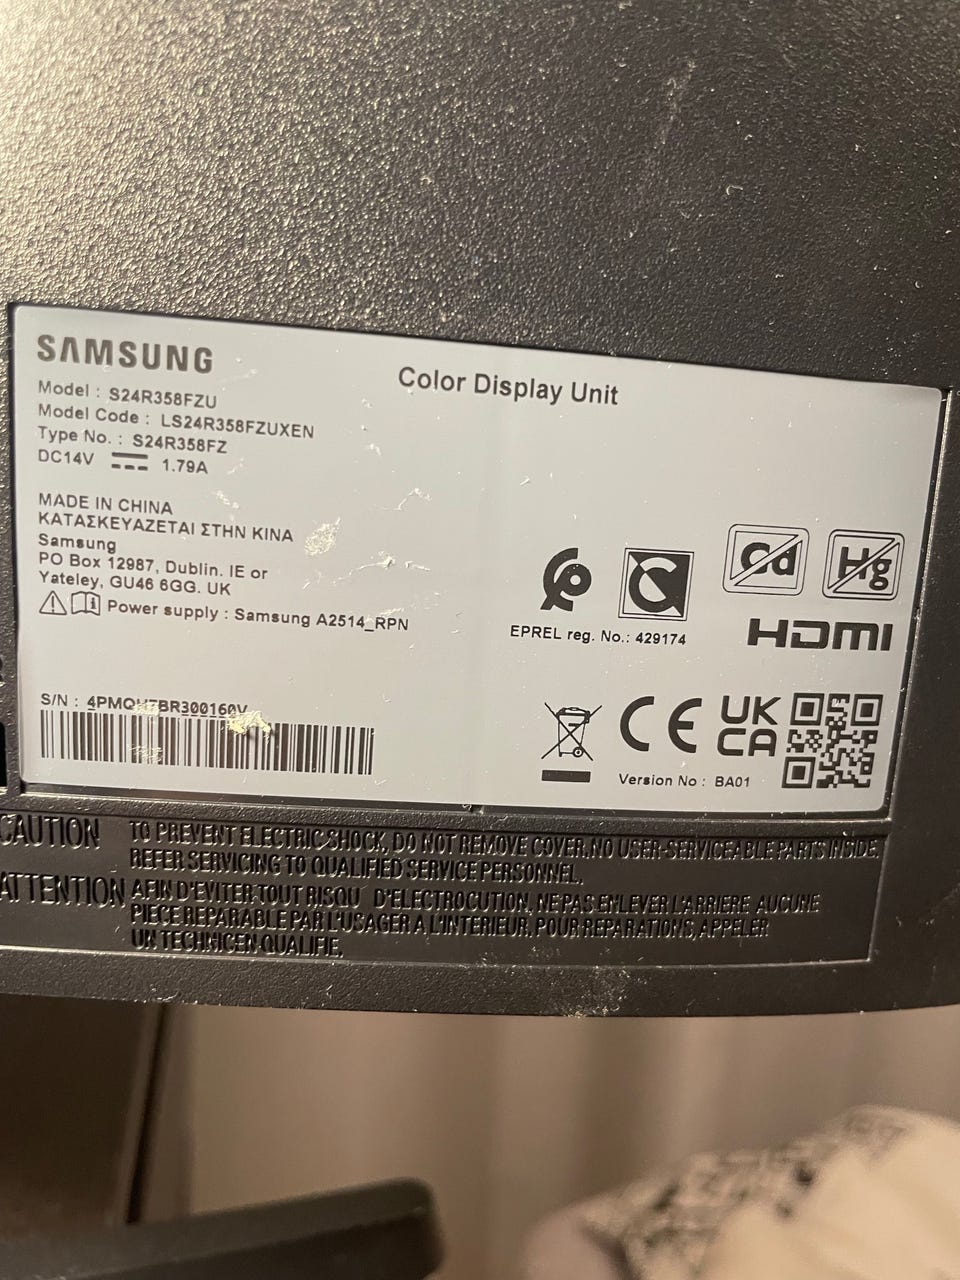 SAMSUNG
Color Display Unit
Model : S24R358FZU
Model Code : LS24R358FZUXEN
Type No. : S24R358FZ
DC14V 1.79A
MADE IN CHINA
ΚΑΤΑΣΚΕΥΑΖΕΤΑΙ ΣΤΗΝ ΚΙΝΑ
Samsung
PO Box 12987, Dublin. IE or
Yateley, GU46 6GG. UK
Power supply : Samsung A2514_RPN
Cd
Hg
EPREL reg. No.: 429174
HDMI
S/N :
CE
UK
CA
Version No : BA01
CAUTION TO PREVENT ELECTRIC SHOCK, DO NOT REMOVE COVER. NO USER-SERVICEABLE PARTS INSIDE.
REFER SERVICING TO QUALIFIED SERVICE PERSONNEL.
ATTENTION AFIN D'EVITER TOUT RISQU D'ELECTROCUTION, NE PAS ENLEVER L'ARRIERE AUCUNE
PIECE REPARABLE PAR L'USAGER A L'INTERIEUR, POUR REPARATIONS, APPELER
UN TECHNICEN QUALIFIE.